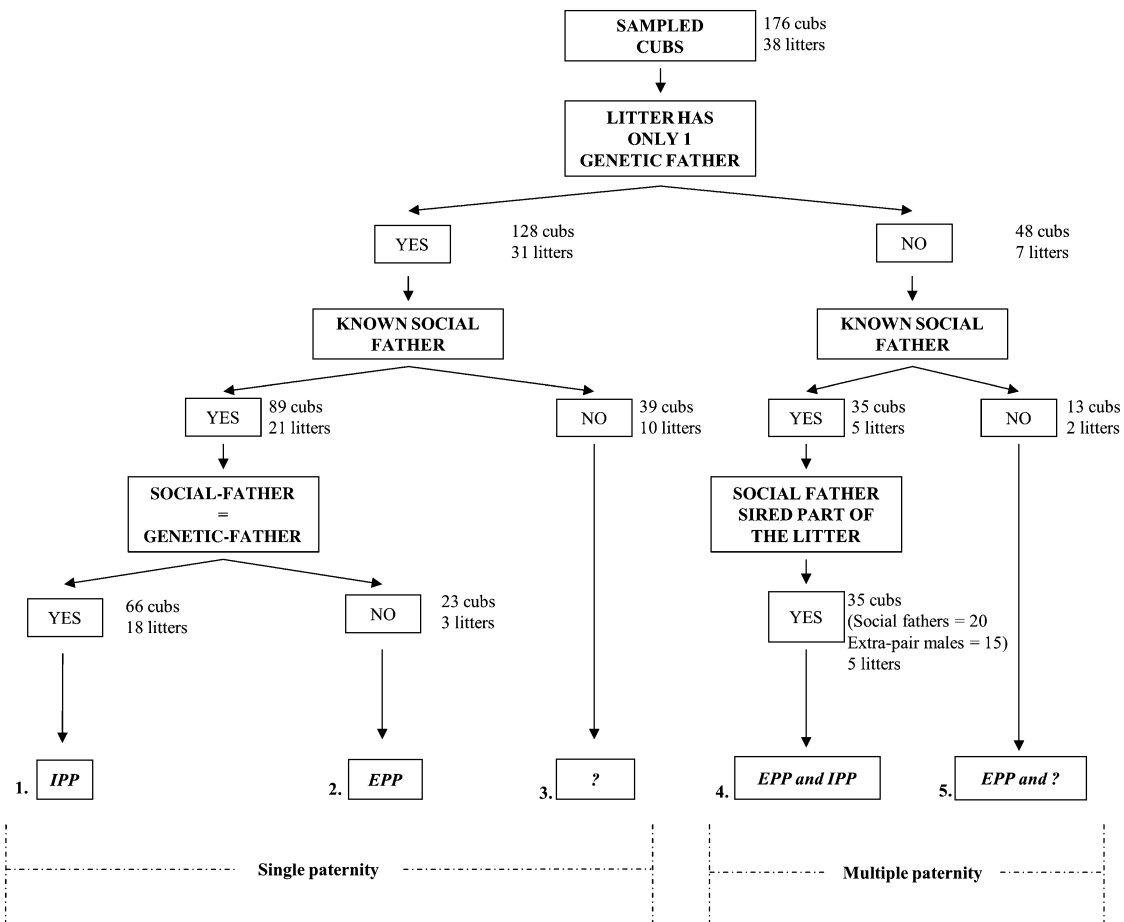 SAMPLED
CUBS
176 cubs
38 litters
LITTER HAS
ONLY 1
GENETIC FATHER
YES
128 cubs
31 litters
NO
48 cubs
7 litters
KNOWN SOCIAL
FATHER
KNOWN SOCIAL
FATHER
YES
89 cubs
21 litters
NO
39 cubs
10 litters
YES
35 cubs
5 litters
NO
13 cubs
2 litters
SOCIAL-FATHER
=
GENETIC-FATHER
SOCIAL FATHER
SIRED PART OF
THE LITTER
YES
66 cubs
18 litters
NO
23 cubs
3 litters
YES
35 cubs
(Social fathers = 20
Extra-pair males = 15)
5 litters
1. IPP
2. EPP
3. ?
4. EPP and IPP
5. EPP and ?
Single paternity
Multiple paternity